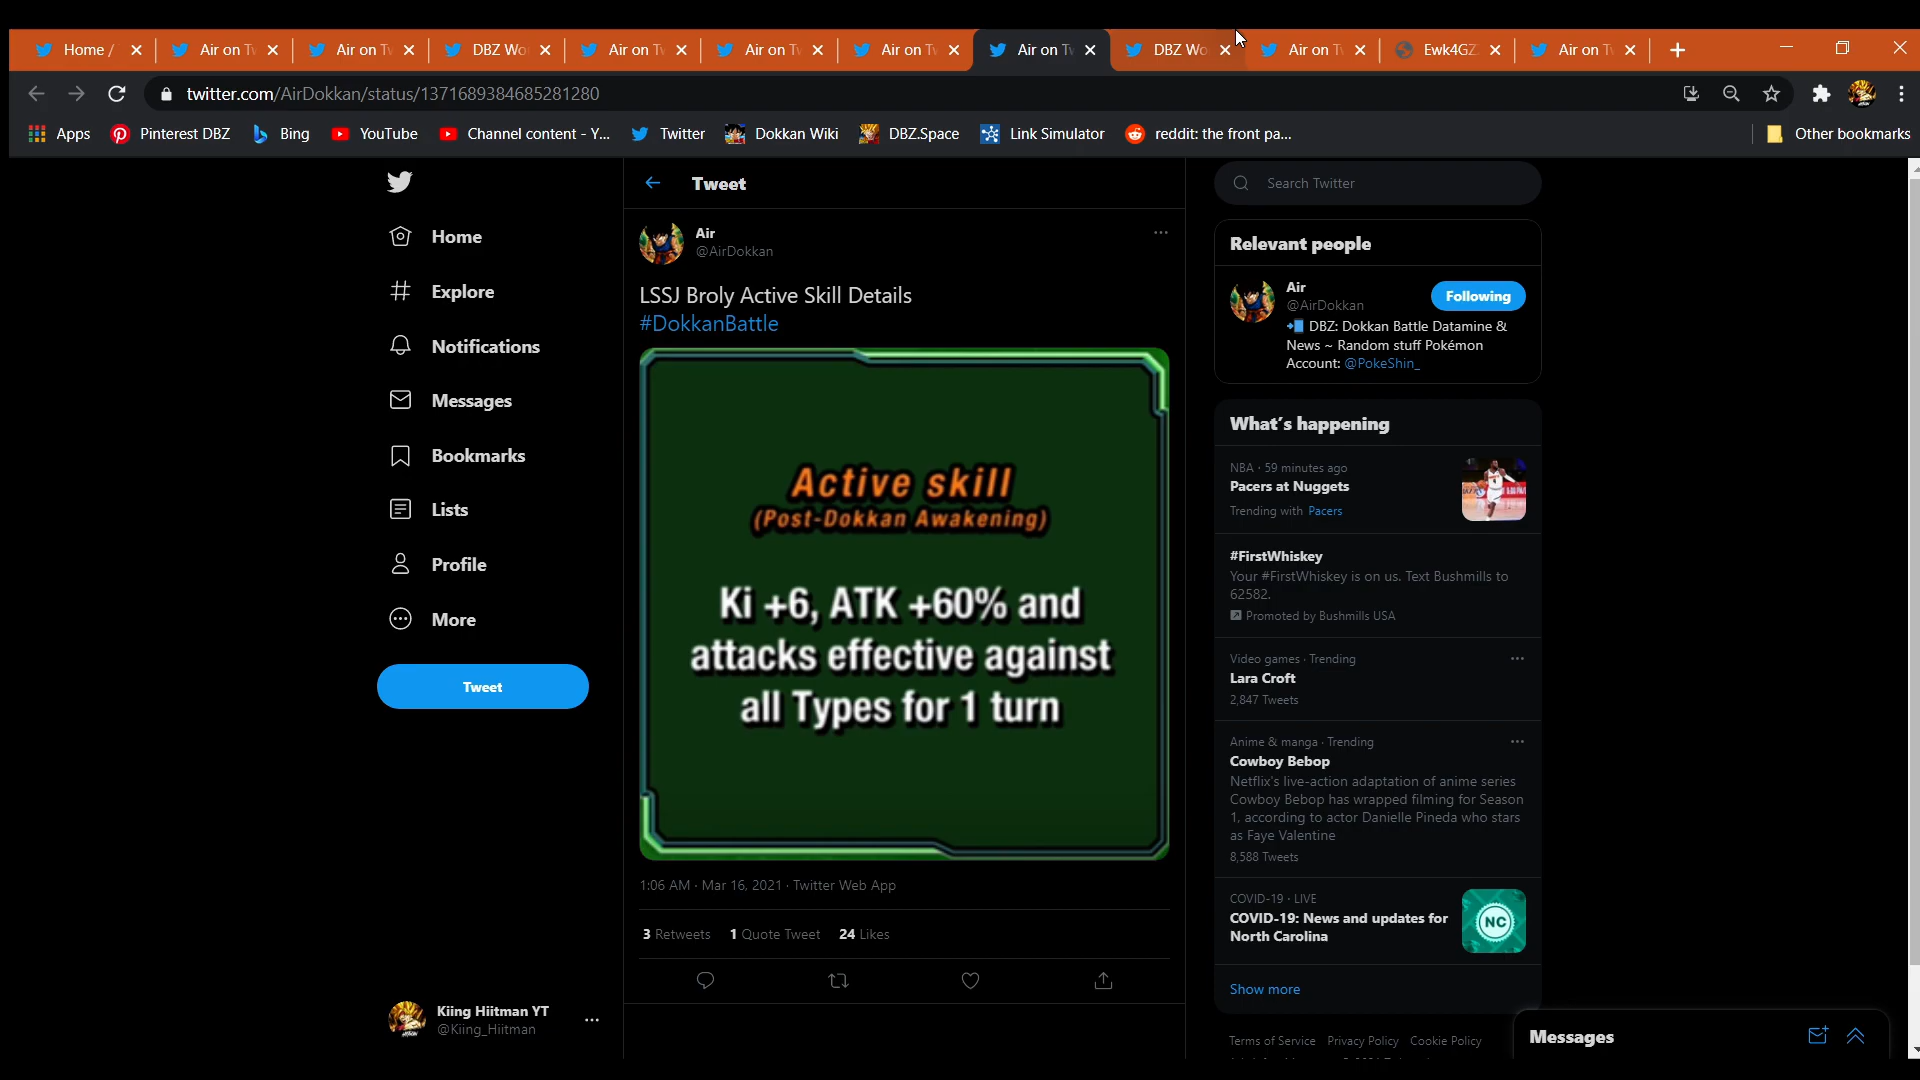 Home /
Air on Tw
Air on Tw
DBZ Wo
Air on Tw
Air on Tw
Air on Tw
Air on Tw
DBZ Wo
Air on Tw
Ewk4GZ
Air on Tw
twitter.com/AirDokkan/status/1371689384685281280
Apps
Pinterest DBZ
Bing
YouTube
Channel content - Y...
Twitter
Dokkan Wiki
DBZ.Space
Link Simulator
reddit: the front pa...
Other bookmarks
Home
Explore
Notifications
Messages
Bookmarks
Lists
Profile
More
Tweet
Kiing Hiitman YT
@Kiing_Hiitman
Tweet
Air
@AirDokkan
LSSJ Broly Active Skill Details
#DokkanBattle
Active skill
(Post-Dokkan Awakening)
Ki +6, ATK +60% and
attacks effective against
all Types for 1 turn
1:06 AM · Mar 16, 2021 · Twitter Web App
3 Retweets 1 Quote Tweet 24 Likes
Search Twitter
Relevant people
Air
@AirDokkan
Following
DBZ: Dokkan Battle Datamine &
News ~ Random stuff Pokémon
Account: @PokeShin_
What's happening
NBA · 59 minutes ago
Pacers at Nuggets
Trending with Pacers
#FirstWhiskey
Your #FirstWhiskey is on us. Text Bushmills to
62582.
Promoted by Bushmills USA
Video games · Trending
Lara Croft
2,847 Tweets
Anime & manga · Trending
Cowboy Bebop
Netflix's live-action adaptation of anime series
Cowboy Bebop has wrapped filming for Season
1, according to actor Danielle Pineda who stars
as Faye Valentine
8,588 Tweets
COVID-19 · LIVE
COVID-19: News and updates for
North Carolina
NC
Show more
Terms of Service Privacy Policy Cookie Policy
Messages